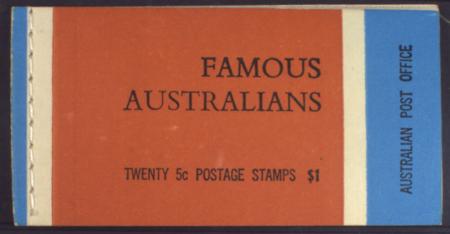 FAMOUS
AUSTRALIANS
TWENTY 5c POSTAGE STAMPS $1
AUSTRALIAN POST OFFICE